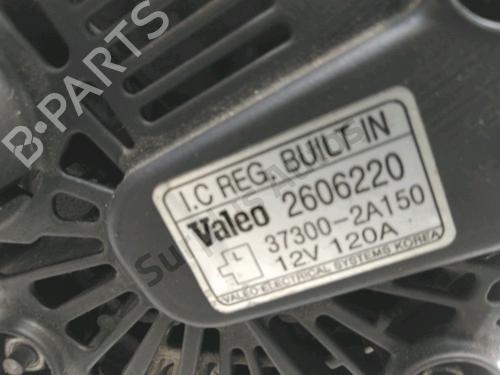 B-PARTS
I.C REG. BUILT IN
Valeo 2606220
37300-2A150
12V 120A
VALEO ELECTRICAL SYSTEMS KOREA